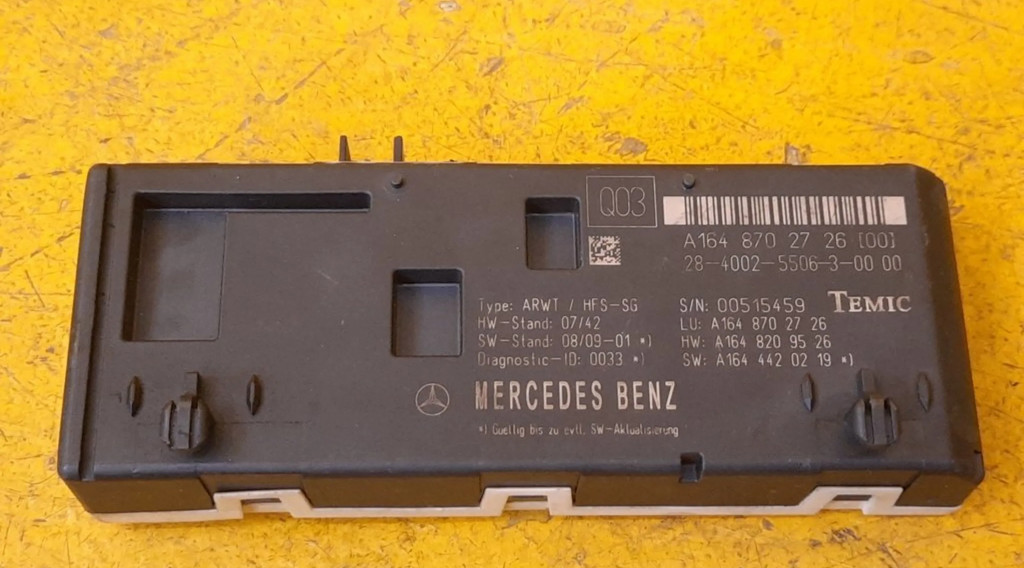 Q03
A164 870 27 26 [00]
28-4002-5506-3-00 00
Type: ARWT / HFS-SG
HW-Stand: 07/42
SW-Stand: 08/09-01 *)
Diagnostic-ID: 0033 *)
S/N: 00515459
TEMIC
LU: A164 870 27 26
HW: A164 820 95 26
SW: A164 442 02 19 *)
MERCEDES BENZ
*) Gueltig bis zu evtl. SW-Aktualisierung